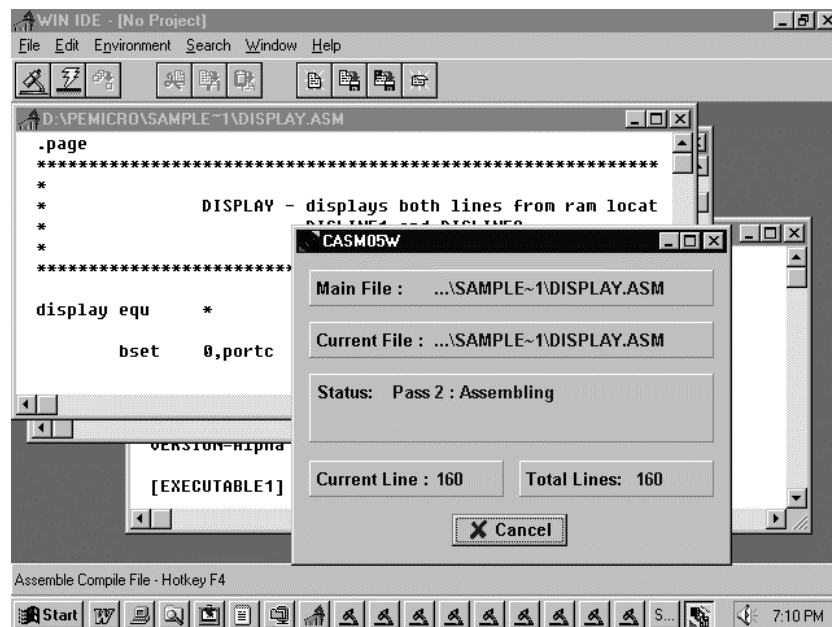 WIN IDE - [No Project]
File Edit Environment Search Window Help
D:\PEMICRO\SAMPLE~1\DISPLAY.ASM
.page
************************************************************
*
* DISPLAY - displays both lines from ram locat
*
*
display equ *
bset 0,portc
[EXECUTABLE1]
CASM05W
Main File : ...\SAMPLE~1\DISPLAY.ASM
Current File : ...\SAMPLE~1\DISPLAY.ASM
Status: Pass 2 : Assembling
Current Line : 160
Total Lines: 160
Cancel
Assemble Compile File - Hotkey F4
Start
S...
7:10 PM